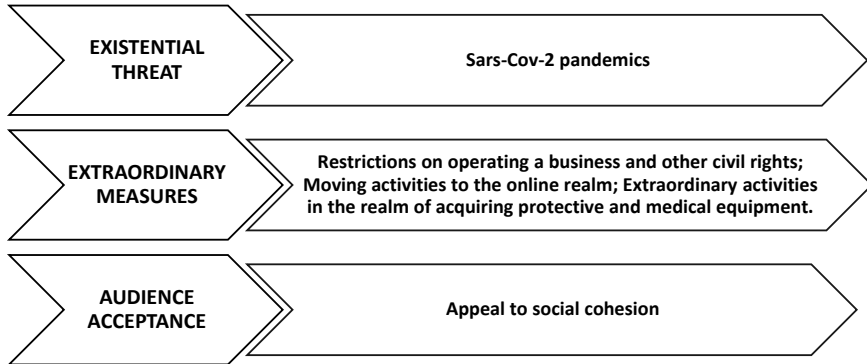 EXISTENTIAL
THREAT
Sars-Cov-2 pandemics
EXTRAORDINARY
MEASURES
Restrictions on operating a business and other civil rights;
Moving activities to the online realm; Extraordinary activities
in the realm of acquiring protective and medical equipment.
AUDIENCE
ACCEPTANCE
Appeal to social cohesion